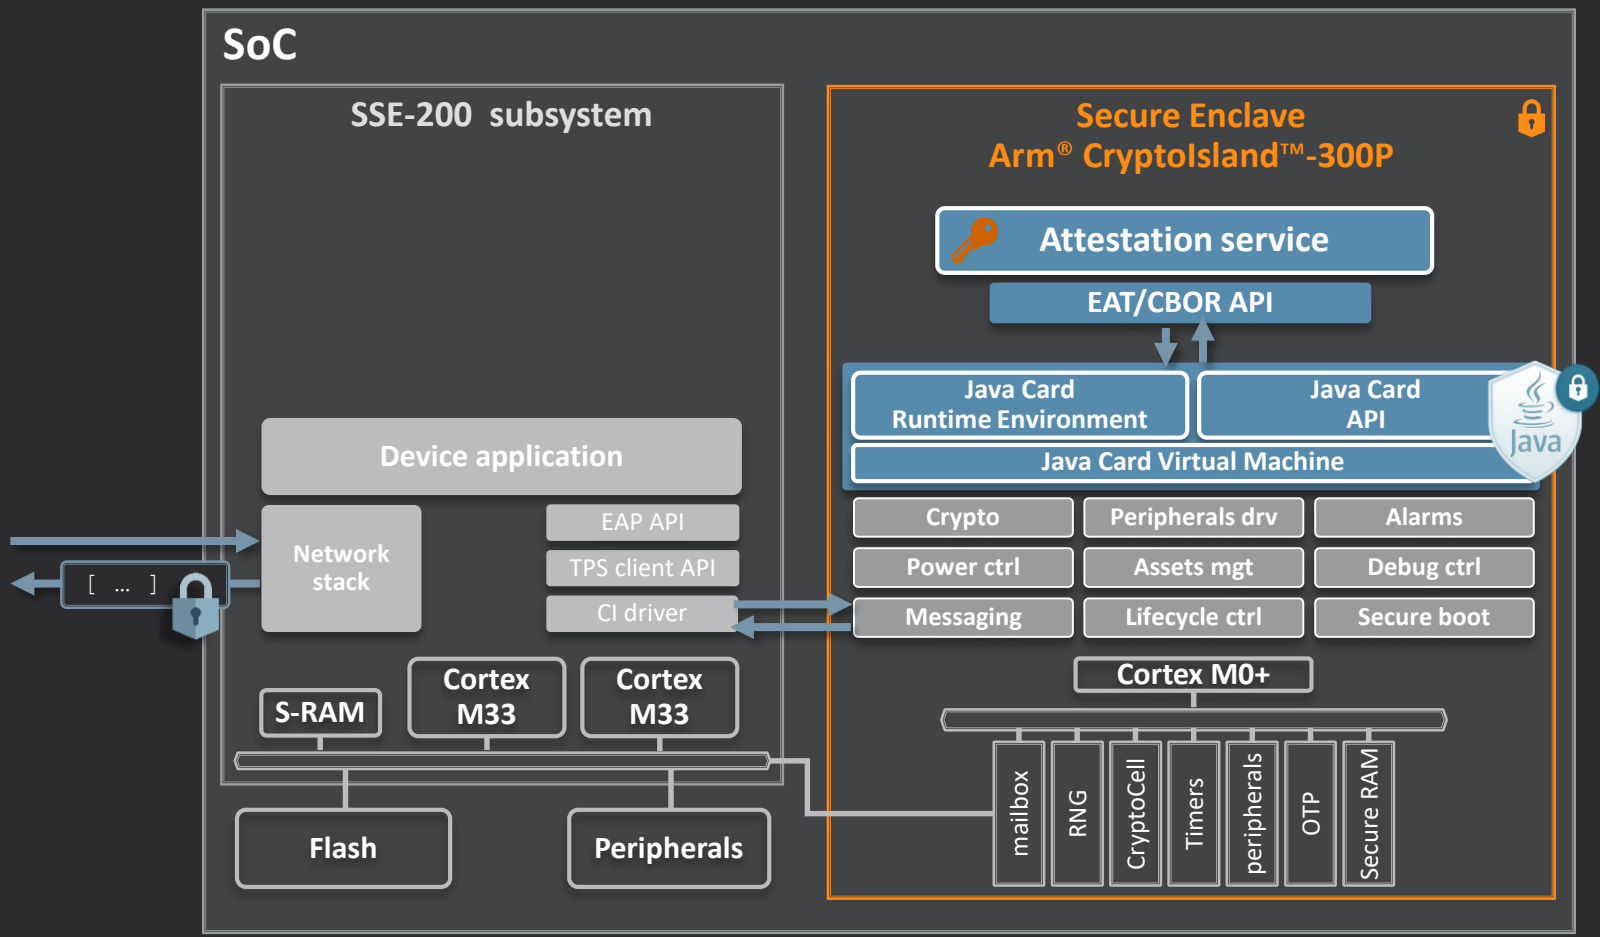 SoC
SSE-200 subsystem
Device application
Network
stack
EAP API
TPS client API
CI driver
[ ... ]
S-RAM
Cortex
M33
Cortex
M33
Flash
Peripherals
Secure Enclave
Arm® CryptoIsland™-300P
Attestation service
EAT/CBOR API
Java Card
Runtime Environment
Java Card
API
Java Card Virtual Machine
Java
Crypto
Peripherals drv
Alarms
Power ctrl
Assets mgt
Debug ctrl
Messaging
Lifecycle ctrl
Secure boot
Cortex M0+
mailbox
RNG
CryptoCell
Timers
peripherals
OTP
Secure RAM